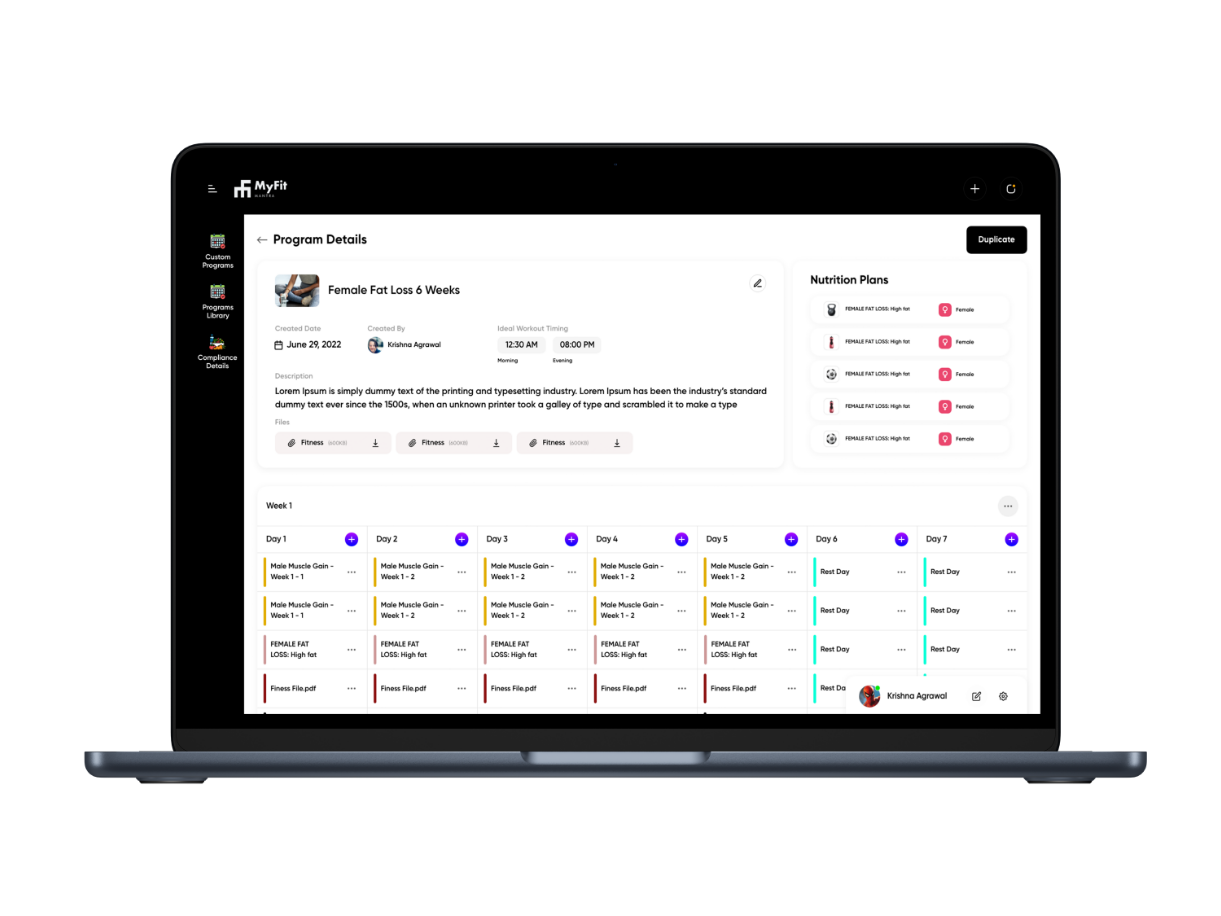 MyFit
Program Details
Duplicate
Custom
Programs
Programs
Library
Compliance
Details
Female Fat Loss 6 Weeks
Created Date
Created By
Ideal Workout Timing
June 29, 2022
Krishna Agrawal
12:30 AM
08:00 PM
Morning
Evening
Description
Lorem Ipsum is simply dummy text of the printing and typesetting industry. Lorem Ipsum has been the industry's standard
dummy text ever since the 1500s, when an unknown printer took a galley of type and scrambled it to make a type
Files
Fitness (600KB)
Fitness (600KB)
Fitness (600KB)
Nutrition Plans
FEMALE FAT LOSS: High fat
Female
FEMALE FAT LOSS: High fat
Female
FEMALE FAT LOSS: High fat
Female
FEMALE FAT LOSS: High fat
Female
FEMALE FAT LOSS: High fat
Female
Week 1
Day 1
Day 2
Day 3
Day 4
Day 5
Day 6
Day 7
Male Muscle Gain -
Week 1 - 1
Male Muscle Gain -
Week 1 - 2
Male Muscle Gain -
Week 1 - 2
Male Muscle Gain -
Week 1 - 2
Male Muscle Gain -
Week 1 - 2
Rest Day
Rest Day
Male Muscle Gain -
Week 1 - 1
Male Muscle Gain -
Week 1 - 2
Male Muscle Gain -
Week 1 - 2
Male Muscle Gain -
Week 1 - 2
Male Muscle Gain -
Week 1 - 2
Rest Day
Rest Day
FEMALE FAT
LOSS: High fat
FEMALE FAT
LOSS: High fat
FEMALE FAT
LOSS: High fat
FEMALE FAT
LOSS: High fat
FEMALE FAT
LOSS: High fat
Rest Day
Rest Day
Finess File.pdf
Finess File.pdf
Finess File.pdf
Finess File.pdf
Finess File.pdf
Rest Da
Krishna Agrawal